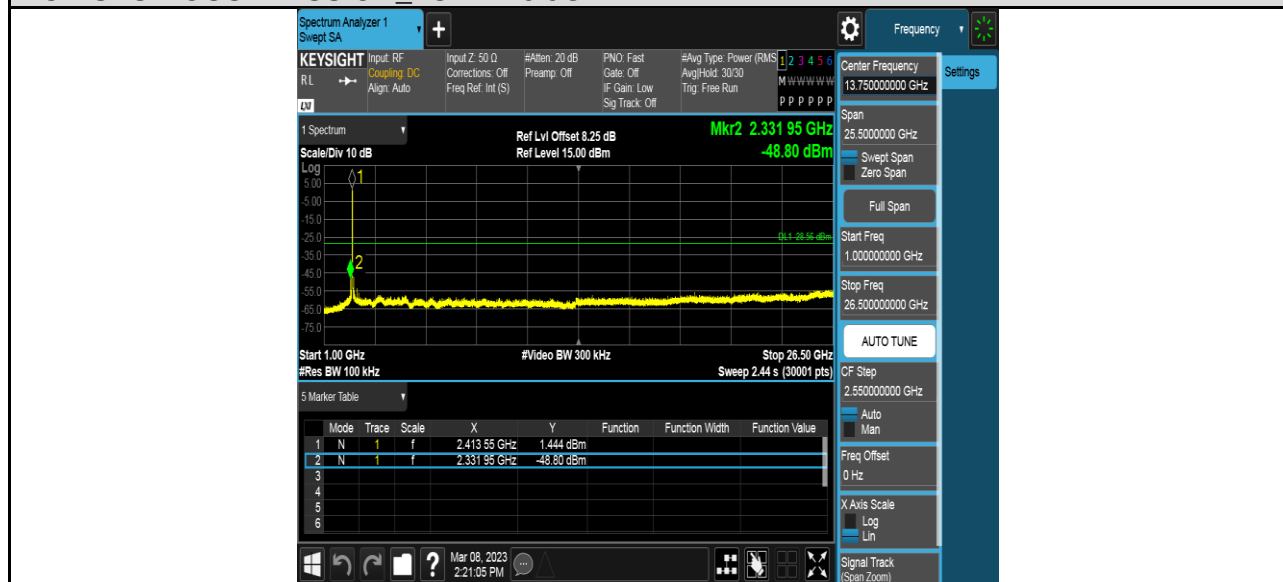 Spectrum Analyzer 1
Swept SA
+
Frequency
KEYSIGHT
RL
LXI
Input: RF
Coupling: DC
Align: Auto
Input Z: 50 Ω
Corrections: Off
Freq Ref: Int (S)
#Atten: 20 dB
Preamp: Off
PNO: Fast
Gate: Off
IF Gain: Low
Sig Track: Off
#Avg Type: Power (RMS
Avg|Hold: 30/30
Trig: Free Run
1 2 3 4 5 6
M W W W W W
P P P P P P
Center Frequency
13.750000000 GHz
Settings
1 Spectrum
Scale/Div 10 dB
Ref Lvl Offset 8.25 dB
Ref Level 15.00 dBm
Mkr2 2.331 95 GHz
-48.80 dBm
Log
5.00
-5.00
-15.0
-25.0
-35.0
-45.0
-55.0
-65.0
-75.0
1
2
DL1 -28.56 dBm
Start 1.00 GHz
#Res BW 100 kHz
#Video BW 300 kHz
Stop 26.50 GHz
Sweep 2.44 s (30001 pts)
Span
25.5000000 GHz
Swept Span
Zero Span
Full Span
Start Freq
1.000000000 GHz
Stop Freq
26.500000000 GHz
AUTO TUNE
CF Step
2.550000000 GHz
Auto
Man
Freq Offset
0 Hz
X Axis Scale
Log
Lin
Signal Track
(Span Zoom)
5 Marker Table
Mode Trace Scale X Y Function Function Width Function Value
1 N 1 f 2.413 55 GHz 1.444 dBm
2 N 1 f 2.331 95 GHz -48.80 dBm
3
4
5
6
?
Mar 08, 2023
2:21:05 PM